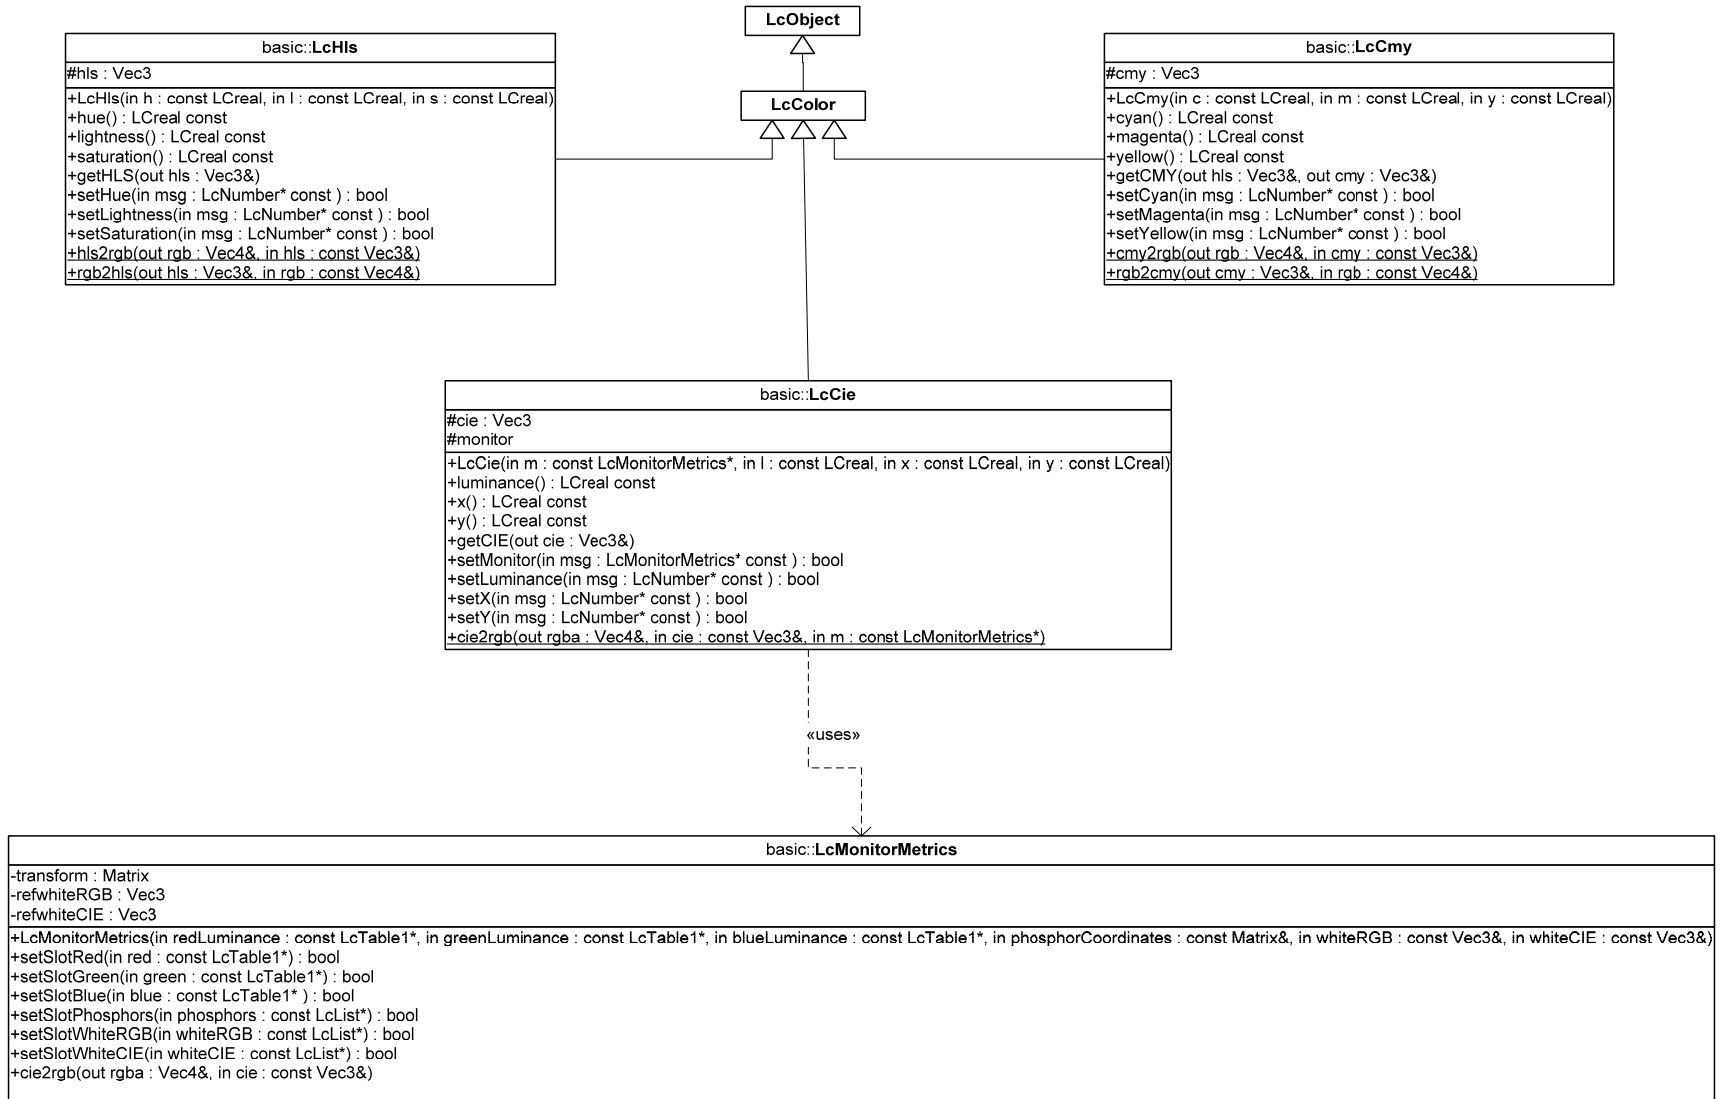 LcObject
basic::LcHls
#hls : Vec3
+LcHls(in h : const LCreal, in l : const LCreal, in s : const LCreal)
+hue() : LCreal const
+lightness() : LCreal const
+saturation() : LCreal const
+getHLS(out hls : Vec3&)
+setHue(in msg : LcNumber* const ) : bool
+setLightness(in msg : LcNumber* const ) : bool
+setSaturation(in msg : LcNumber* const ) : bool
+hls2rgb(out rgb : Vec4&, in hls : const Vec3&)
+rgb2hls(out hls : Vec3&, in rgb : const Vec4&)
LcColor
basic::LcCmy
#cmy : Vec3
+LcCmy(in c : const LCreal, in m : const LCreal, in y : const LCreal)
+cyan() : LCreal const
+magenta() : LCreal const
+yellow() : LCreal const
+getCMY(out hls : Vec3&, out cmy : Vec3&)
+setCyan(in msg : LcNumber* const ) : bool
+setMagenta(in msg : LcNumber* const ) : bool
+setYellow(in msg : LcNumber* const ) : bool
+cmy2rgb(out rgb : Vec4&, in cmy : const Vec3&)
+rgb2cmy(out cmy : Vec3&, in rgb : const Vec4&)
basic::LcCie
#cie : Vec3
#monitor
+LcCie(in m : const LcMonitorMetrics*, in l : const LCreal, in x : const LCreal, in y : const LCreal)
+luminance() : LCreal const
+x() : LCreal const
+y() : LCreal const
+getCIE(out cie : Vec3&)
+setMonitor(in msg : LcMonitorMetrics* const ) : bool
+setLuminance(in msg : LcNumber* const ) : bool
+setX(in msg : LcNumber* const ) : bool
+setY(in msg : LcNumber* const ) : bool
+cie2rgb(out rgba : Vec4&, in cie : const Vec3&, in m : const LcMonitorMetrics*)
«uses»
basic::LcMonitorMetrics
-transform : Matrix
-refwhiteRGB : Vec3
-refwhiteCIE : Vec3
+LcMonitorMetrics(in redLuminance : const LcTable1*, in greenLuminance : const LcTable1*, in blueLuminance : const LcTable1*, in phosphorCoordinates : const Matrix&, in whiteRGB : const Vec3&, in whiteCIE : const Vec3&)
+setSlotRed(in red : const LcTable1*) : bool
+setSlotGreen(in green : const LcTable1*) : bool
+setSlotBlue(in blue : const LcTable1* ) : bool
+setSlotPhosphors(in phosphors : const LcList*) : bool
+setSlotWhiteRGB(in whiteRGB : const LcList*) : bool
+setSlotWhiteCIE(in whiteCIE : const LcList*) : bool
+cie2rgb(out rgba : Vec4&, in cie : const Vec3&)